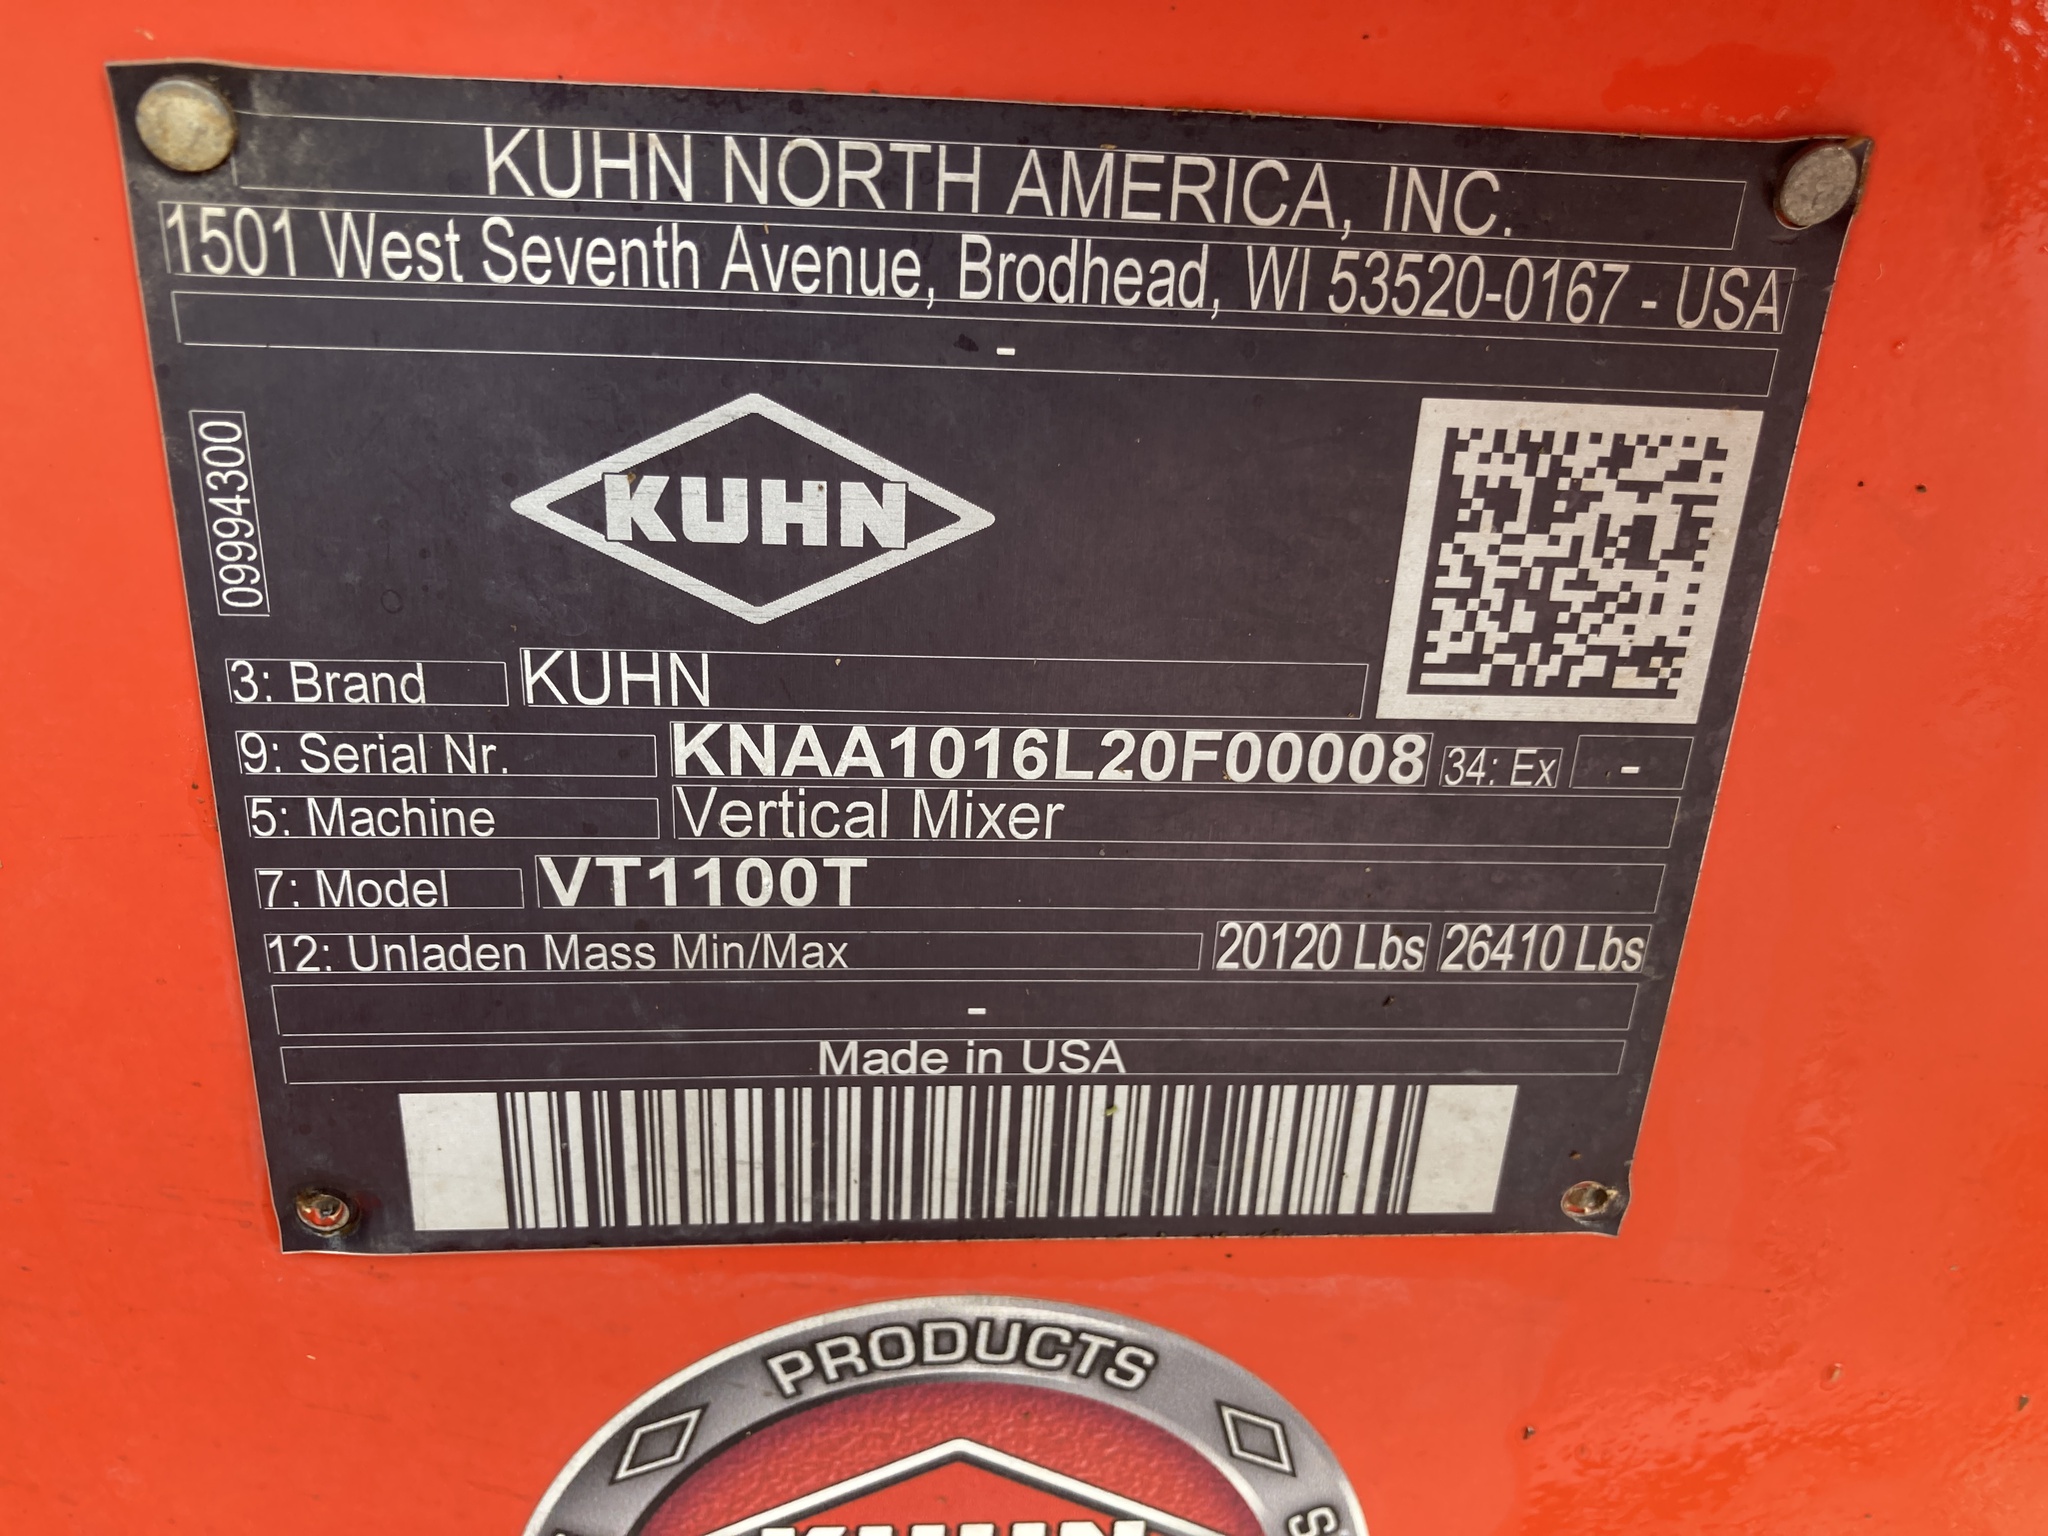 KUHN NORTH AMERICA, INC.
1501 West Seventh Avenue, Brodhead, WI 53520-0167 - USA
-
09994300
KUHN
3: Brand KUHN
9: Serial Nr. KNAA1016L20F00008 34: Ex -
5: Machine Vertical Mixer
7: Model VT1100T
12: Unladen Mass Min/Max 20120 Lbs 26410 Lbs
-
Made in USA
PRODUCTS
KUHN